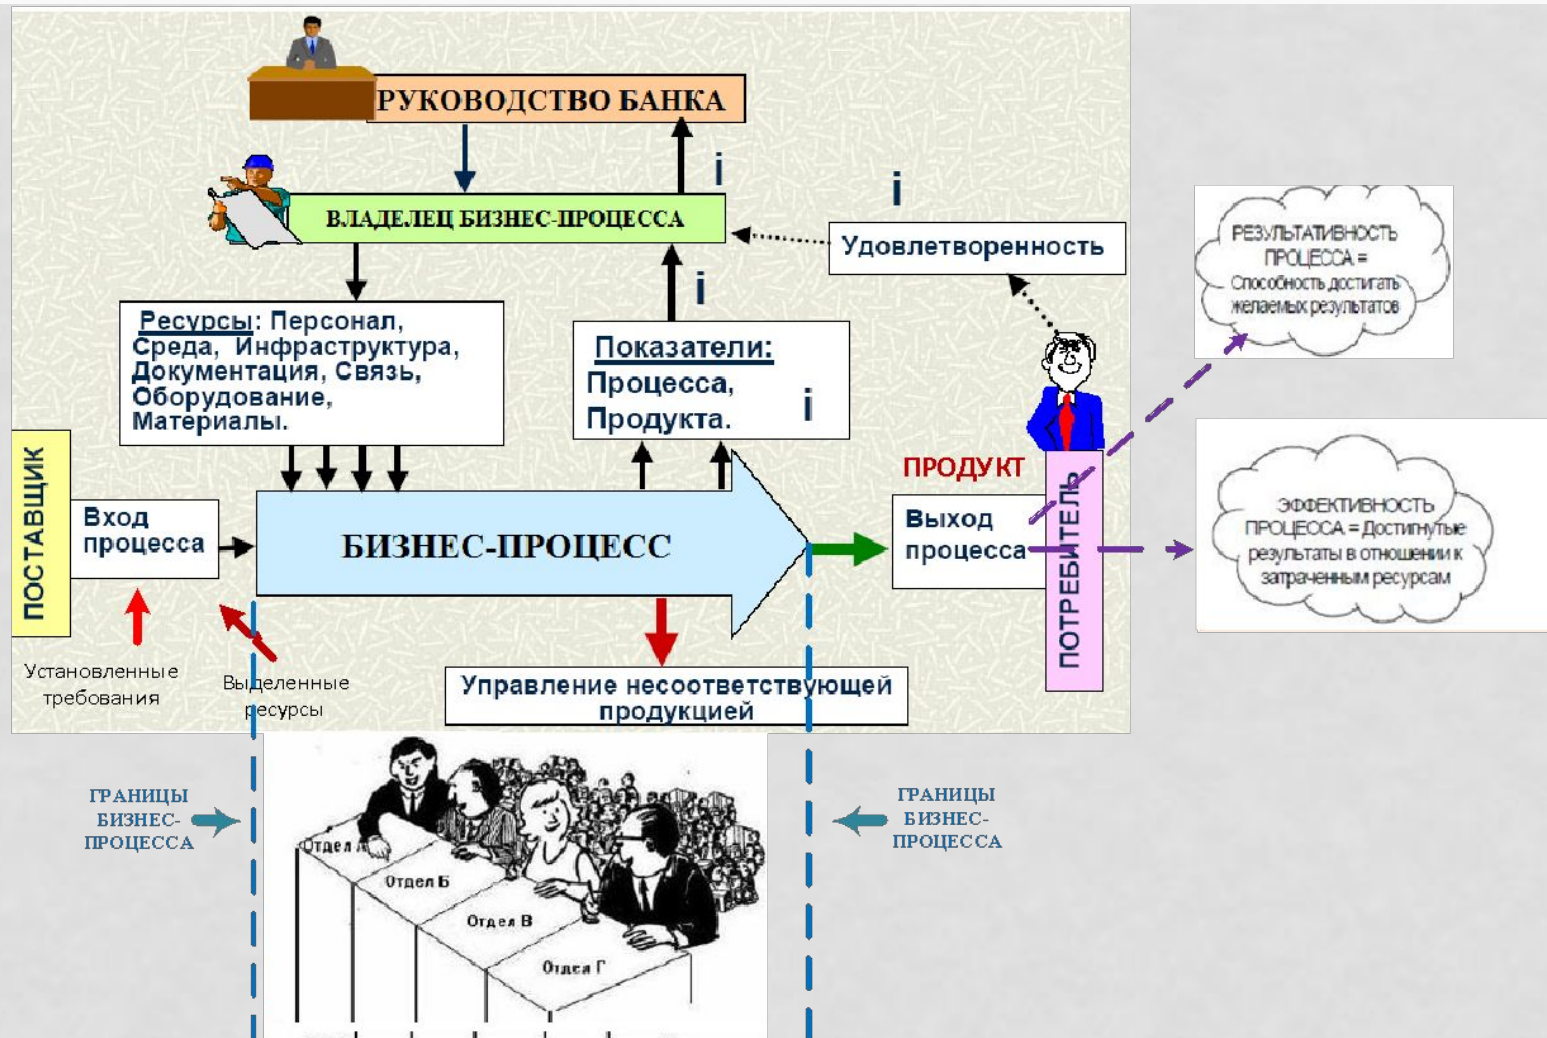 РУКОВОДСТВО БАНКА
i
ВЛАДЕЛЕЦ БИЗНЕС-ПРОЦЕССА
i
Удовлетворенность
i
Ресурсы: Персонал,
Среда, Инфраструктура,
Документация, Связь,
Оборудование,
Материалы.
Показатели:
Процесса,
Продукта.
i
ПОСТАВЩИК
Вход
процесса
БИЗНЕС-ПРОЦЕСС
ПРОДУКТ
Выход
процесса
ПОТРЕБИТЕЛЬ
РЕЗУЛЬТАТИВНОСТЬ
ПРОЦЕССА =
Способность достигать
желаемых результатов
ЭФФЕКТИВНОСТЬ
ПРОЦЕССА = Достигнутые
результаты в отношении к
затраченным ресурсам
Установленные
требования
Выделенные
ресурсы
Управление несоответствующей
продукцией
ГРАНИЦЫ
БИЗНЕС-
ПРОЦЕССА
ГРАНИЦЫ
БИЗНЕС-
ПРОЦЕССА
Отдел А
Отдел Б
Отдел В
Отдел Г